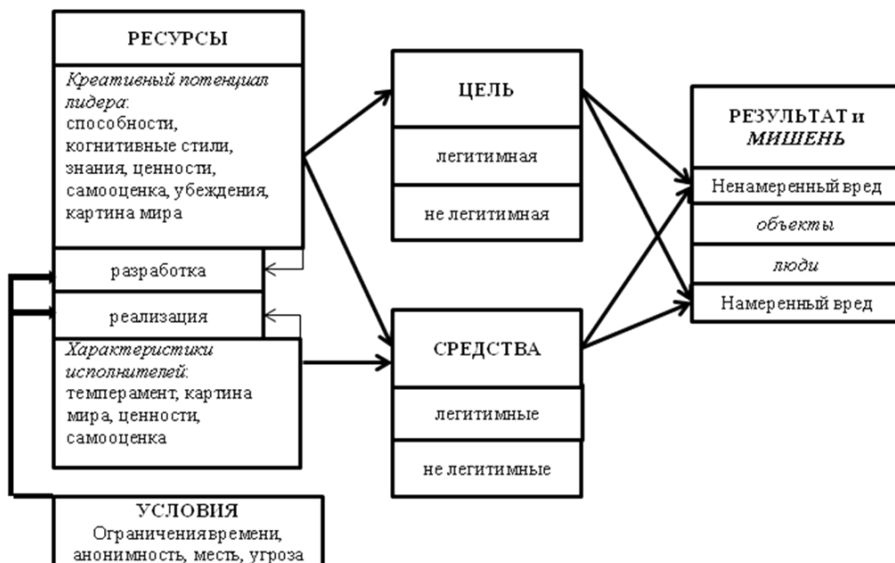 РЕСУРСЫ
Креативный потенциал
лидера:
способности,
когнитивные стили,
знания, ценности,
самооценка, убеждения,
картина мира
разработка
реализация
Характеристики
исполнителей:
темперамент, картина
мира, ценности,
самооценка
УСЛОВИЯ
Ограничения времени,
анонимность, месть, угроза
ЦЕЛЬ
легитимная
не легитимная
СРЕДСТВА
легитимные
не легитимные
РЕЗУЛЬТАТ и
МИШЕНЬ
Ненамеренный вред
объекты
люди
Намеренный вред